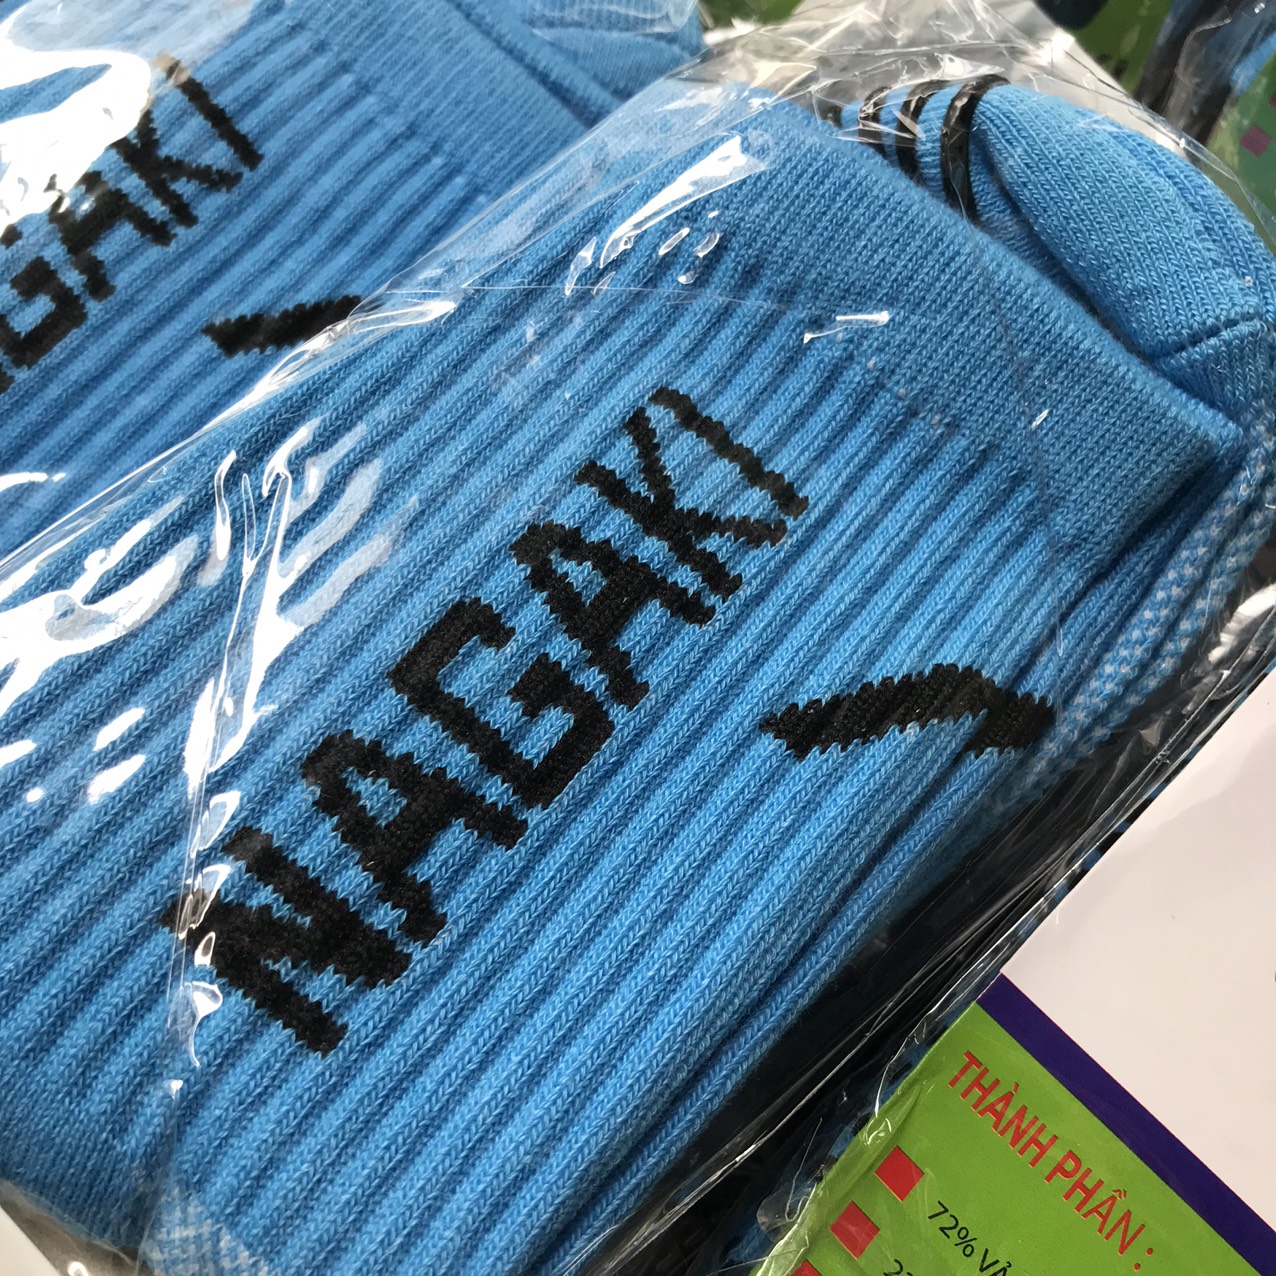 NAGAKI
NAGAKI
THÀNH PHẦN :
72%